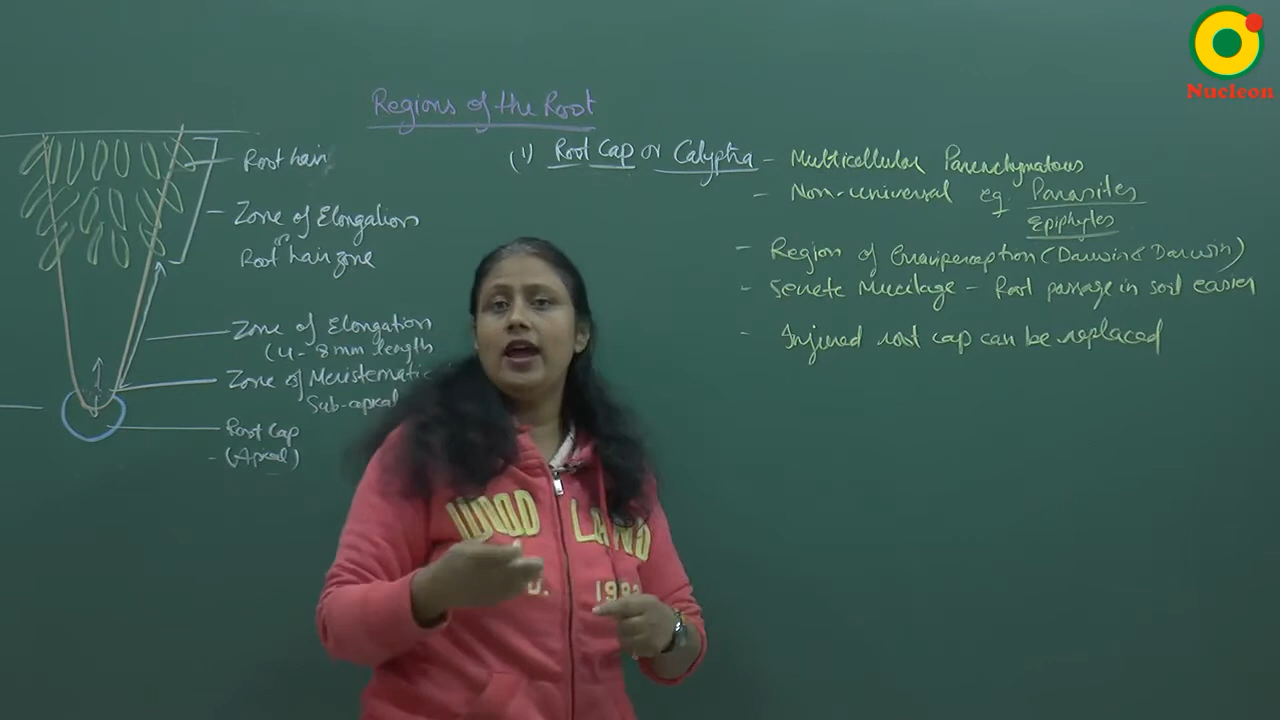 Nucleon
Regions of the Root
(1) Root Cap or Calyptra - Multicellular Parenchymatous
- Non-universal eg. Parasites
Epiphytes
- Region of Graviperception (Darwin & Darwin)
- Secrete Mucilage - Root passage in soil easier
- Injured root cap can be replaced
Root hair
- Zone of Elongation
or
Root hair zone
Zone of Elongation
(4-8mm length
Zone of Meristematic
Sub-apical
Root Cap
- (Apical)
WOOD LAND